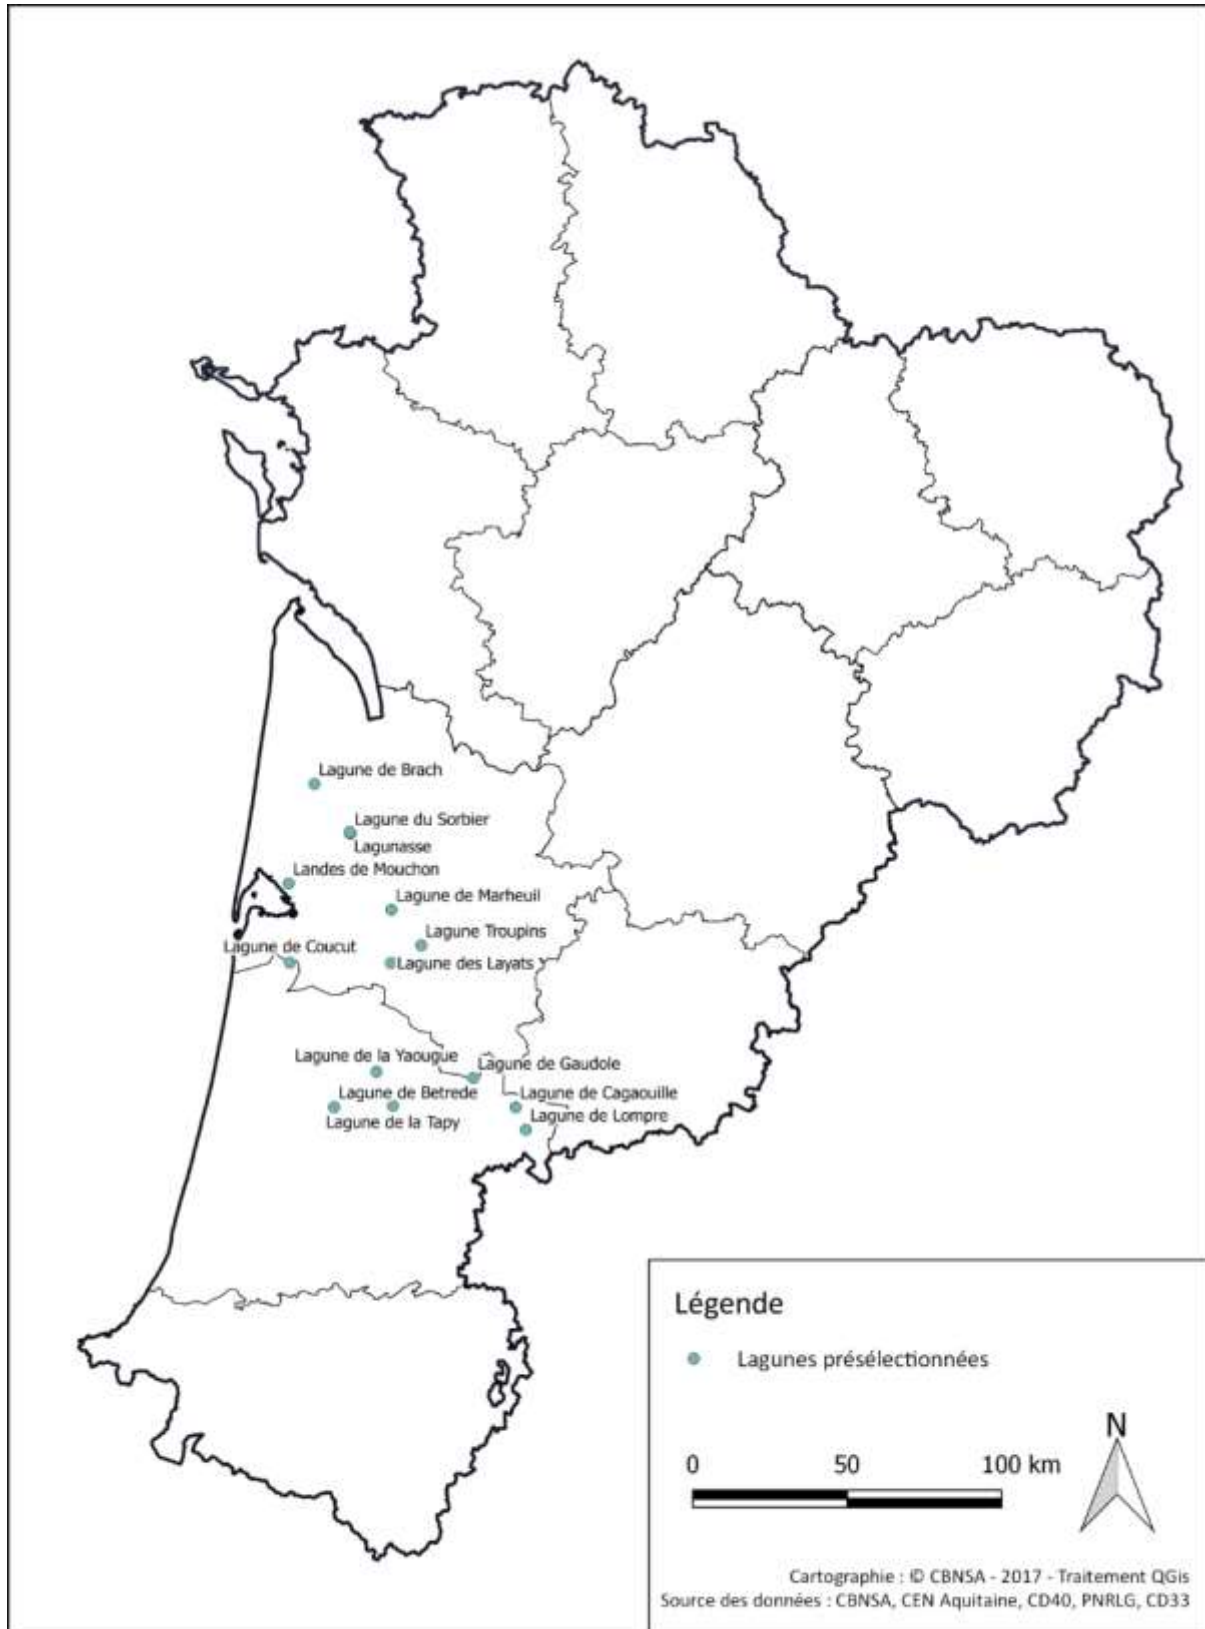 Lagune de Brach
Lagune du Sorbier
Lagunasse
Landes de Mouchon
Lagune de Marheuil
Lagune Troupins
Lagune de Coucut
Lagune des Layats
Lagune de la Yaougue
Lagune de Gaudole
Lagune de Betrede
Lagune de Cagaouille
Lagune de la Tapy
Lagune de Lompre
Légende
Lagunes présélectionnées
N
0 50 100 km
Cartographie : © CBNSA - 2017 - Traitement QGis
Source des données : CBNSA, CEN Aquitaine, CD40, PNRLG, CD33